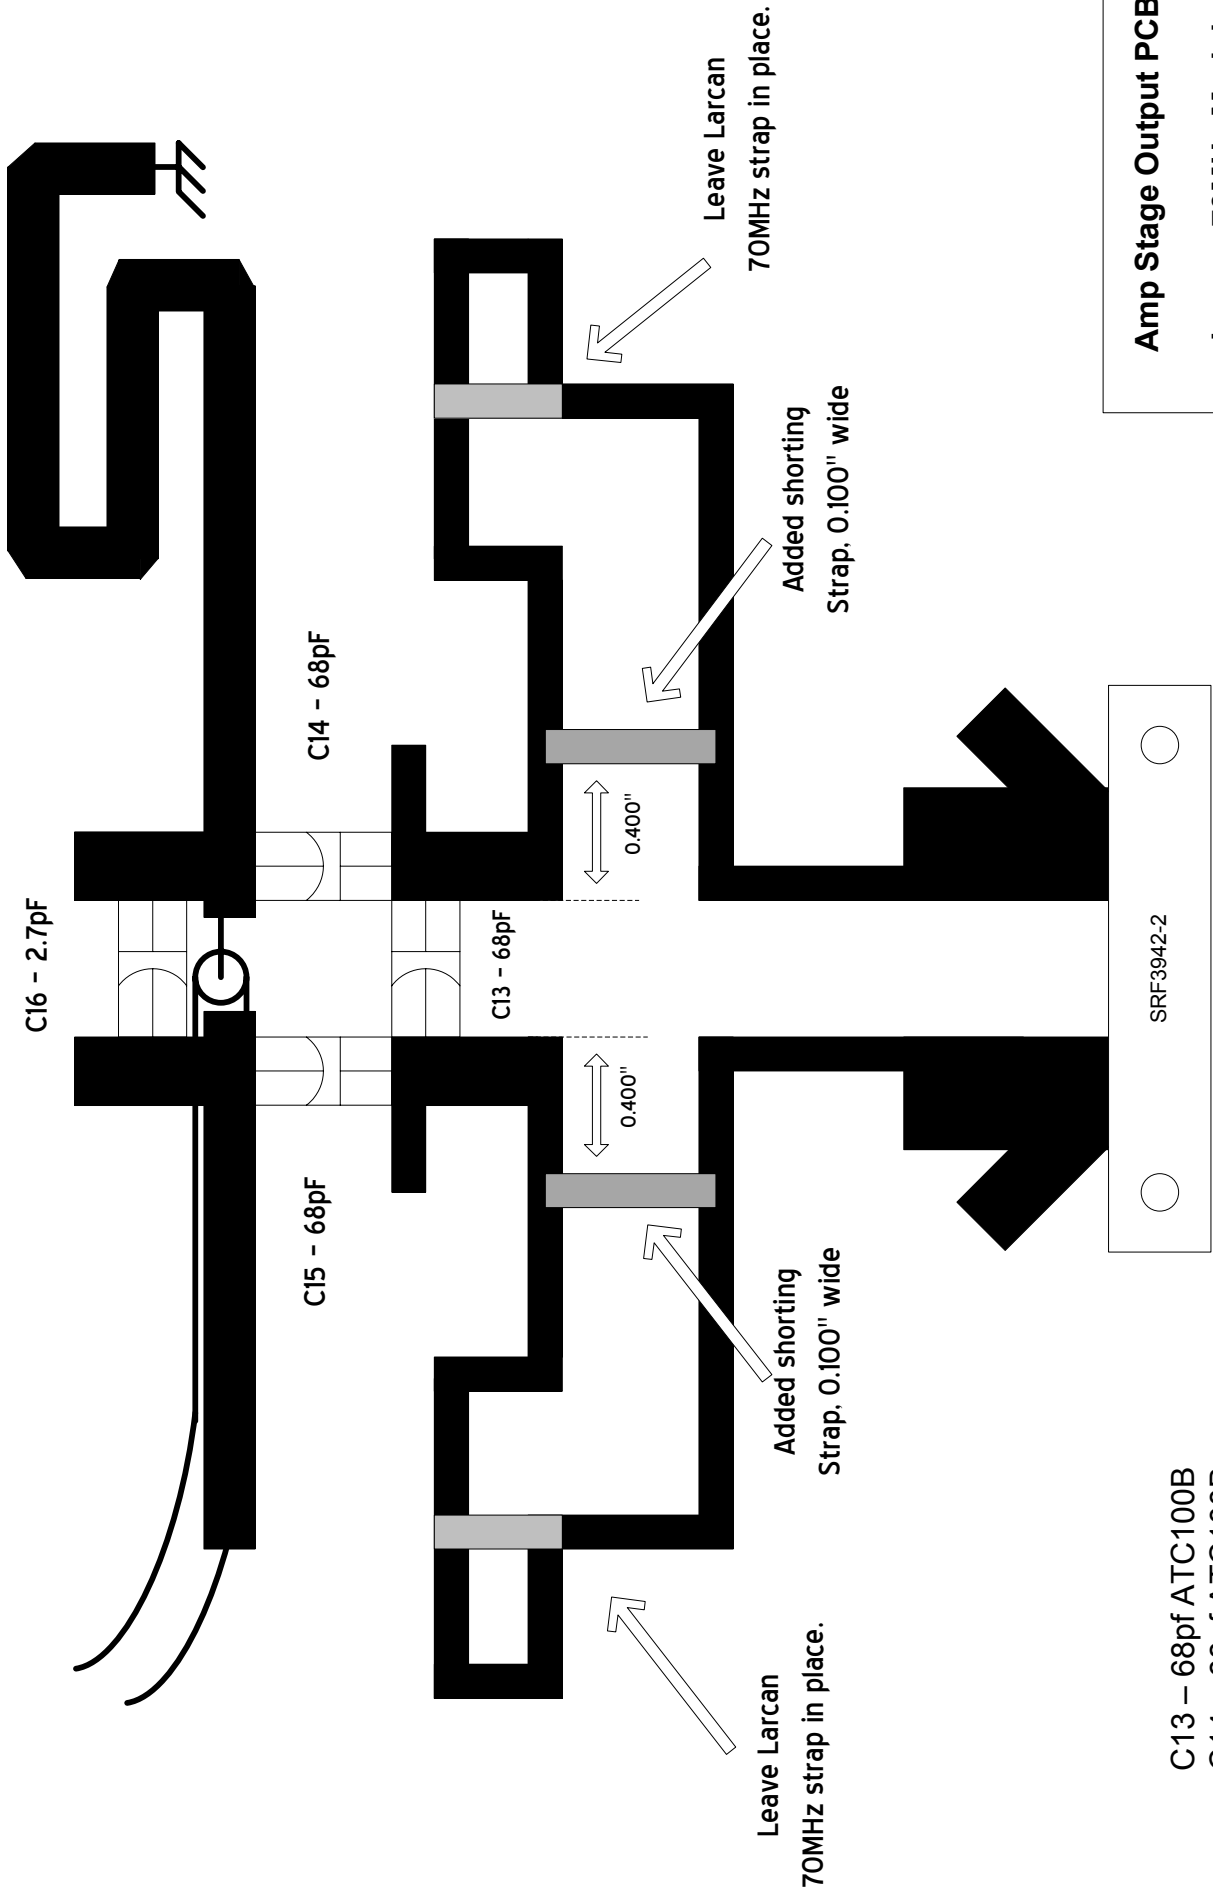 C16 - 2.7pF
C15 - 68pF
C14 - 68pF
C13 - 68pF
0.400"
0.400"
Leave Larcan
70MHz strap in place.
Added shorting
Strap, 0.100" wide
Added shorting
Strap, 0.100" wide
Leave Larcan
70MHz strap in place.
SRF3942-2
Amp Stage Output PCB
C13 – 68pf ATC100B